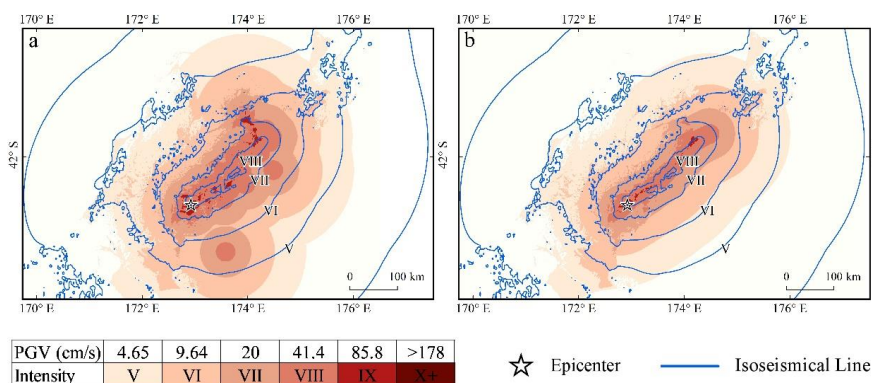 170° E 172° E 174° E 176° E 170° E 172° E 174° E 176° E
a b
42° S 42° S
VIII VIII
VII VII
VI VI
V V
0 100 km 0 100 km
170° E 172° E 174° E 176° E 170° E 172° E 174° E 176° E
PGV (cm/s) 4.65 9.64 20 41.4 85.8 >178
Intensity V VI VII VIII IX X+
Epicenter Isoseismical Line